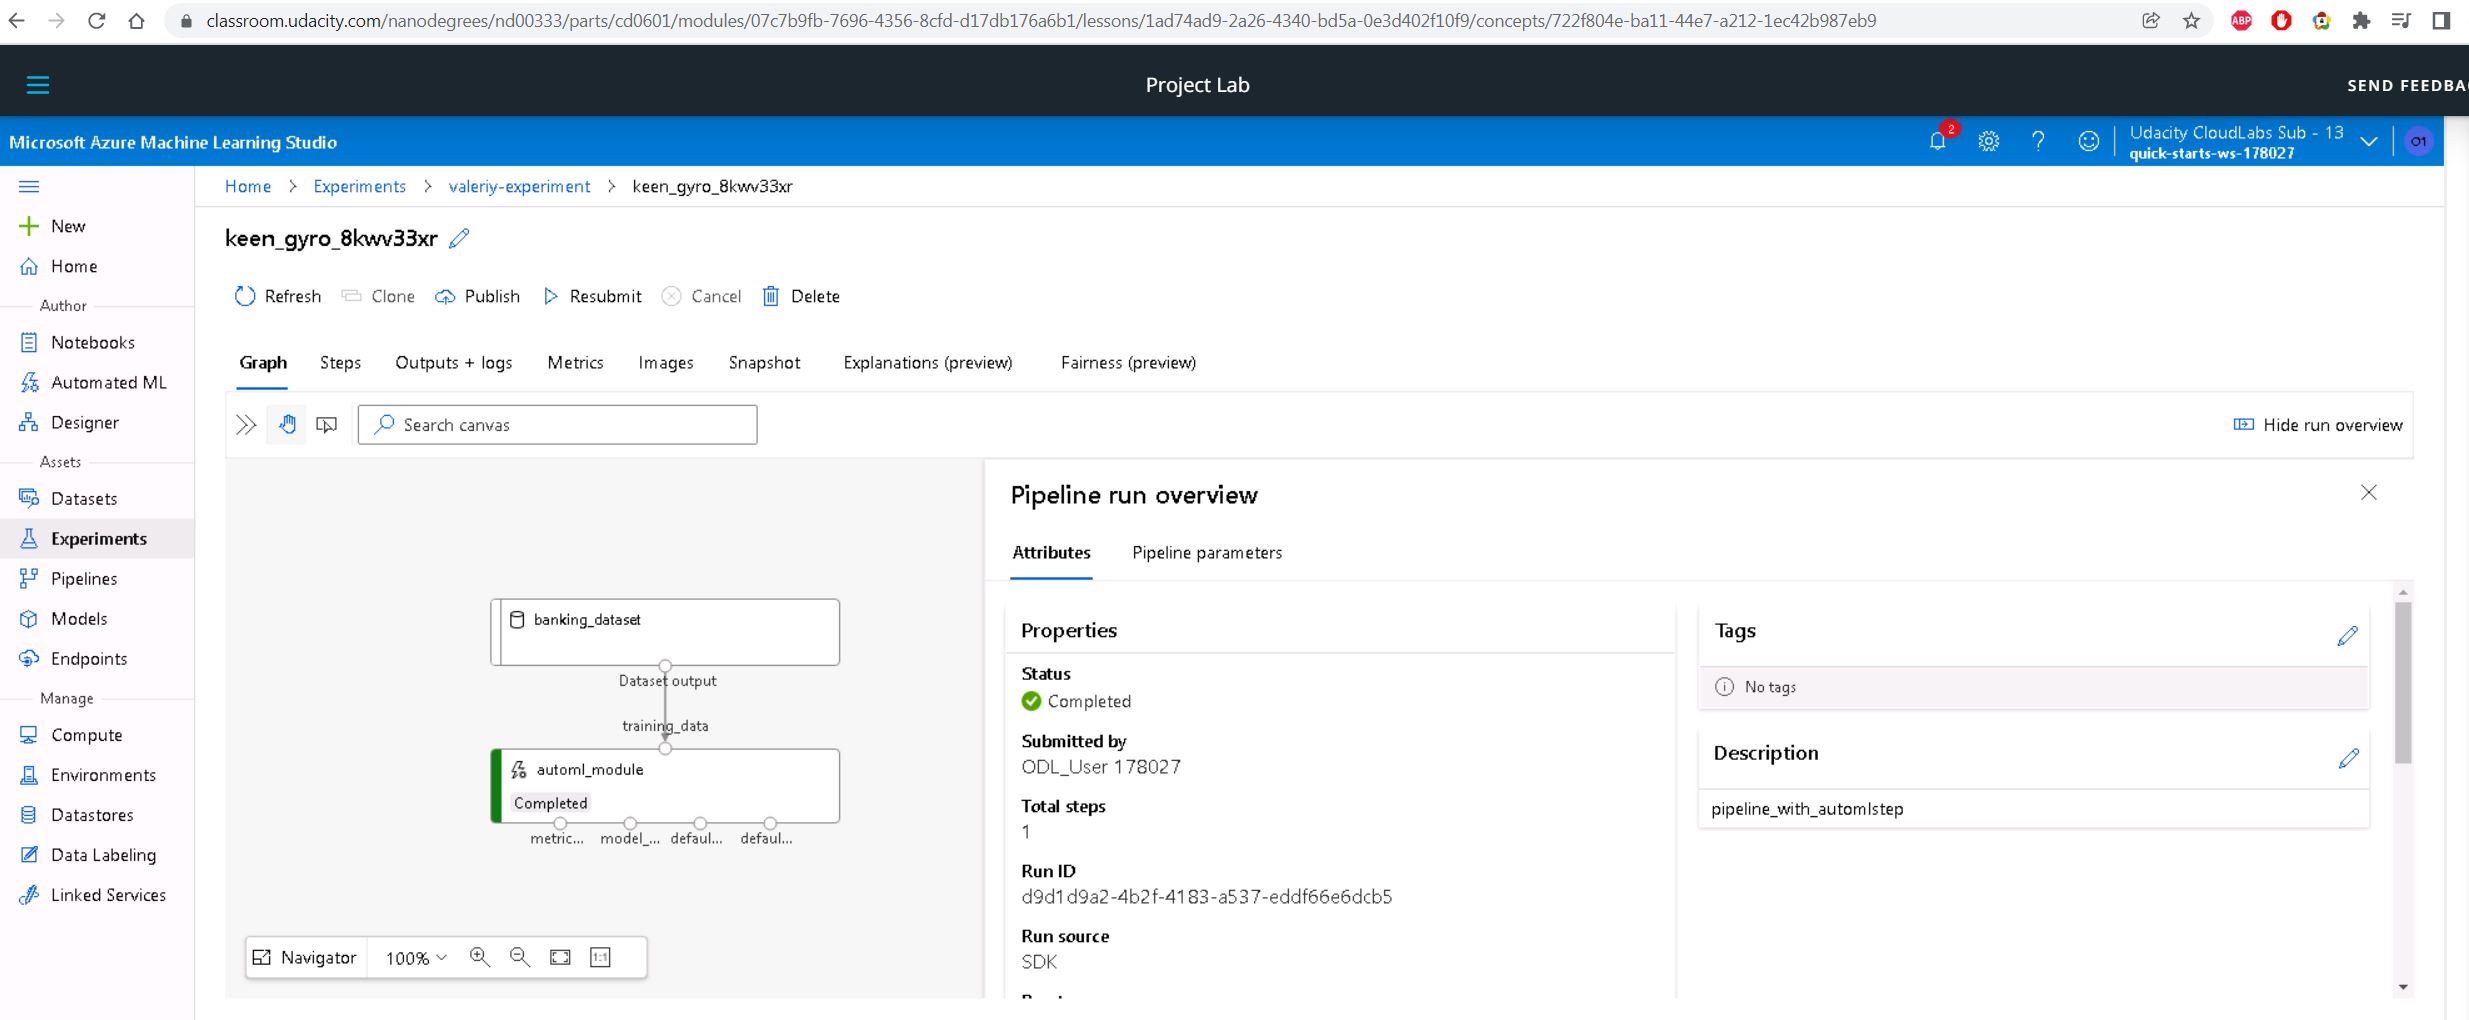 classroom.udacity.com/nanodegrees/nd00333/parts/cd0601/modules/07c7b9fb-7696-4356-8cfd-d17db176a6b1/lessons/1ad74ad9-2a26-4340-bd5a-0e3d402f10f9/concepts/722f804e-ba11-44e7-a212-1ec42b987eb9
ABP
Project Lab
SEND FEEDBA
Microsoft Azure Machine Learning Studio
2
Udacity CloudLabs Sub - 13
quick-starts-ws-178027
O1
Home > Experiments > valeriy-experiment > keen_gyro_8kwv33xr
New
Home
Author
Notebooks
Automated ML
Designer
Assets
Datasets
Experiments
Pipelines
Models
Endpoints
Manage
Compute
Environments
Datastores
Data Labeling
Linked Services
keen_gyro_8kwv33xr
Refresh Clone Publish Resubmit Cancel Delete
Graph Steps Outputs + logs Metrics Images Snapshot Explanations (preview) Fairness (preview)
Search canvas
Hide run overview
banking_dataset
Dataset output
training_data
automl_module
Completed
metric... model_... defaul... defaul...
Navigator 100% 1:1
Pipeline run overview
Attributes Pipeline parameters
Properties
Status
Completed
Submitted by
ODL_User 178027
Total steps
1
Run ID
d9d1d9a2-4b2f-4183-a537-eddf66e6dcb5
Run source
SDK
Tags
No tags
Description
pipeline_with_automlstep